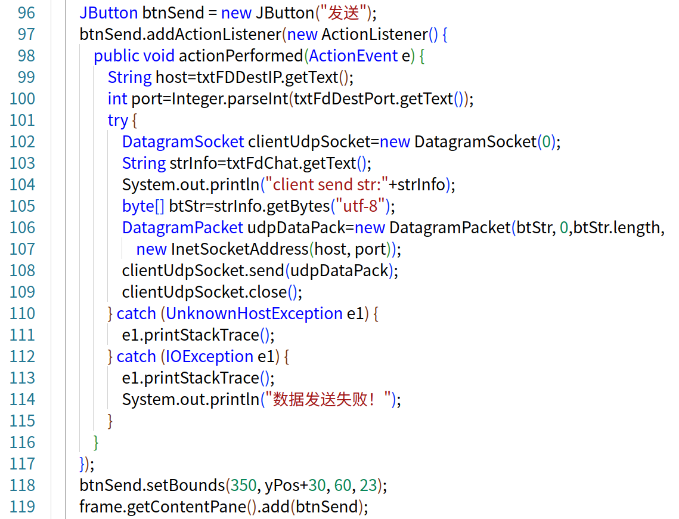 96 JButton btnSend = new JButton("发送");
97 btnSend.addActionListener(new ActionListener() {
98 public void actionPerformed(ActionEvent e) {
99 String host=txtFDDestIP.getText();
100 int port=Integer.parseInt(txtFdDestPort.getText());
101 try {
102 DatagramSocket clientUdpSocket=new DatagramSocket(0);
103 String strInfo=txtFdChat.getText();
104 System.out.println("client send str:"+strInfo);
105 byte[] btStr=strInfo.getBytes("utf-8");
106 DatagramPacket udpDataPack=new DatagramPacket(btStr, 0,btStr.length,
107 new InetSocketAddress(host, port));
108 clientUdpSocket.send(udpDataPack);
109 clientUdpSocket.close();
110 } catch (UnknownHostException e1) {
111 e1.printStackTrace();
112 } catch (IOException e1) {
113 e1.printStackTrace();
114 System.out.println("数据发送失败！");
115 }
116 }
117 });
118 btnSend.setBounds(350, yPos+30, 60, 23);
119 frame.getContentPane().add(btnSend);